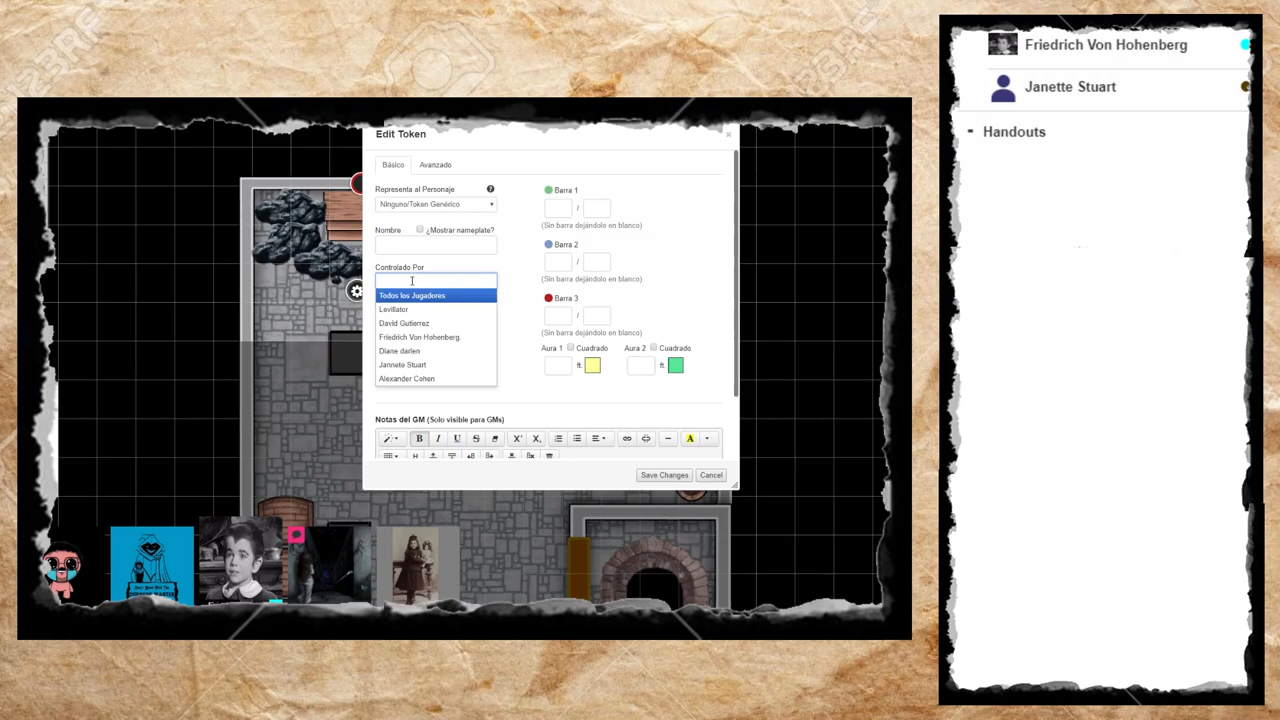 Edit Token
×
Básico
Avanzado
Representa al Personaje
Ninguno/Token Genérico
Nombre
¿Mostrar nameplate?
Controlado Por
Todos los Jugadores
Levillator
David Gutierrez
Friedrich Von Hohenberg
Diane darlen
Jannete Stuart
Alexander Cohen
Barra 1
/
(Sin barra dejándolo en blanco)
Barra 2
/
(Sin barra dejándolo en blanco)
Barra 3
/
(Sin barra dejándolo en blanco)
Aura 1 Cuadrado
Aura 2 Cuadrado
ft.
ft.
Notas del GM (Solo visible para GMs)
Save Changes
Cancel
Friedrich Von Hohenberg
Janette Stuart
- Handouts